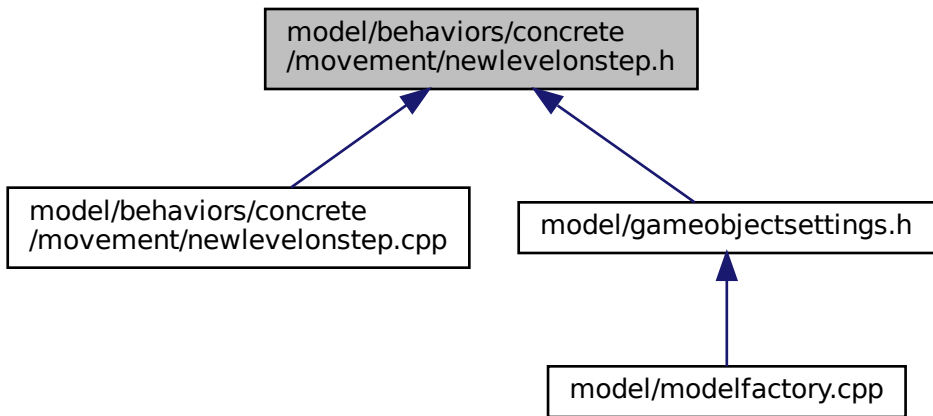 model/behaviors/concrete
/movement/newlevelonstep.h
model/behaviors/concrete
/movement/newlevelonstep.cpp
model/gameobjectsettings.h
model/modelfactory.cpp